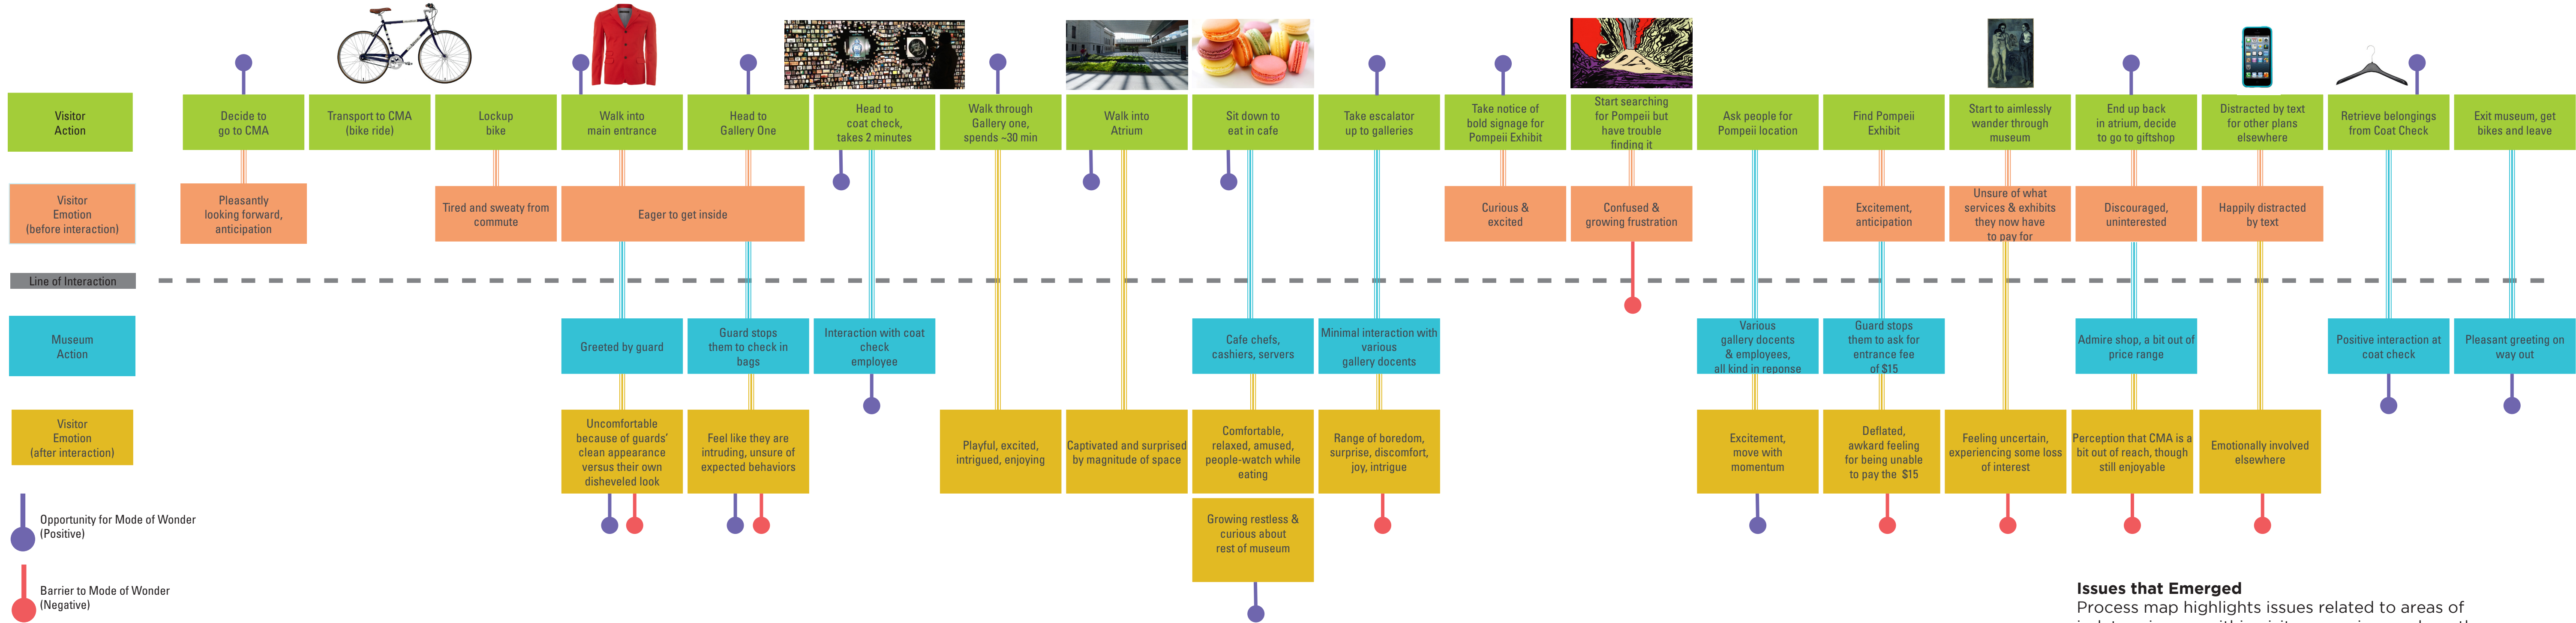 Visitor
Action
Decide to
go to CMA
Transport to CMA
(bike ride)
Lockup
bike
Walk into
main entrance
Head to
Gallery One
Head to
coat check,
takes 2 minutes
Walk through
Gallery one,
spends ~30 min
Walk into
Atrium
Sit down to
eat in cafe
Take escalator
up to galleries
Take notice of
bold signage for
Pompeii Exhibit
Start searching
for Pompeii but
have trouble
finding it
Ask people for
Pompeii location
Find Pompeii
Exhibit
Start to aimlessly
wander through
museum
End up back
in atrium, decide
to go to giftshop
Distracted by text
for other plans
elsewhere
Retrieve belongings
from Coat Check
Exit museum, get
bikes and leave
Visitor
Emotion
(before interaction)
Pleasantly
looking forward,
anticipation
Tired and sweaty from
commute
Eager to get inside
Curious &
excited
Confused &
growing frustration
Excitement,
anticipation
Unsure of what
services & exhibits
they now have
to pay for
Discouraged,
uninterested
Happily distracted
by text
Line of Interaction
Museum
Action
Greeted by guard
Guard stops
them to check in
bags
Interaction with coat
check
employee
Cafe chefs,
cashiers, servers
Minimal interaction with
various
gallery docents
Various
gallery docents
& employees,
all kind in reponse
Guard stops
them to ask for
entrance fee
of $15
Admire shop, a bit out of
price range
Positive interaction at
coat check
Pleasant greeting on
way out
Visitor
Emotion
(after interaction)
Uncomfortable
because of guards'
clean appearance
versus their own
disheveled look
Feel like they are
intruding, unsure of
expected behaviors
Playful, excited,
intrigued, enjoying
Captivated and surprised
by magnitude of space
Comfortable,
relaxed, amused,
people-watch while
eating
Range of boredom,
surprise, discomfort,
joy, intrigue
Excitement,
move with
momentum
Deflated,
awkard feeling
for being unable
to pay the $15
Feeling uncertain,
experiencing some loss
of interest
Perception that CMA is a
bit out of reach, though
still enjoyable
Emotionally involved
elsewhere
Growing restless &
curious about
rest of museum
Opportunity for Mode of Wonder
(Positive)
Barrier to Mode of Wonder
(Negative)
Issues that Emerged
Process map highlights issues related to areas of